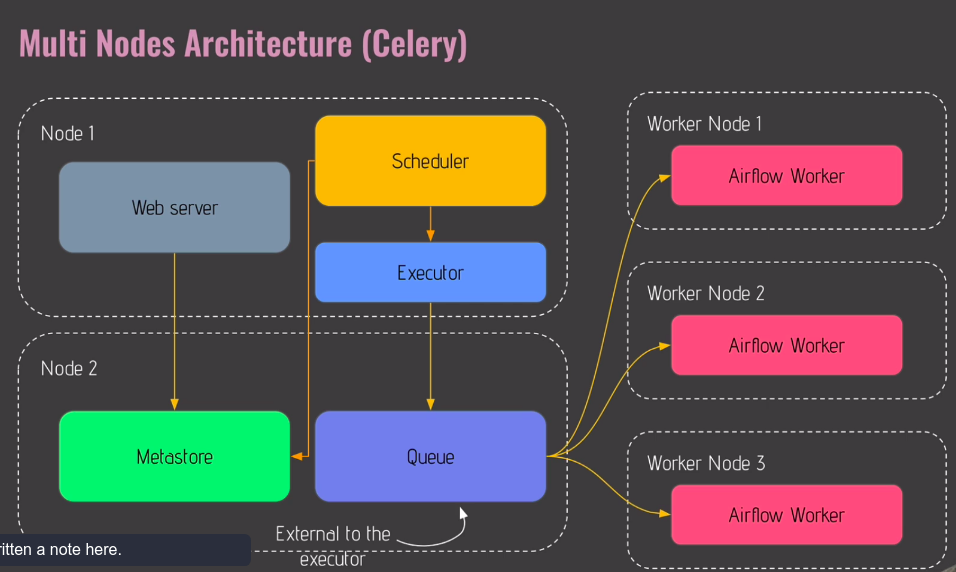 Multi Nodes Architecture (Celery)
Node 1
Web server
Scheduler
Executor
Node 2
Metastore
Queue
External to the
executor
Worker Node 1
Airflow Worker
Worker Node 2
Airflow Worker
Worker Node 3
Airflow Worker
a note here.